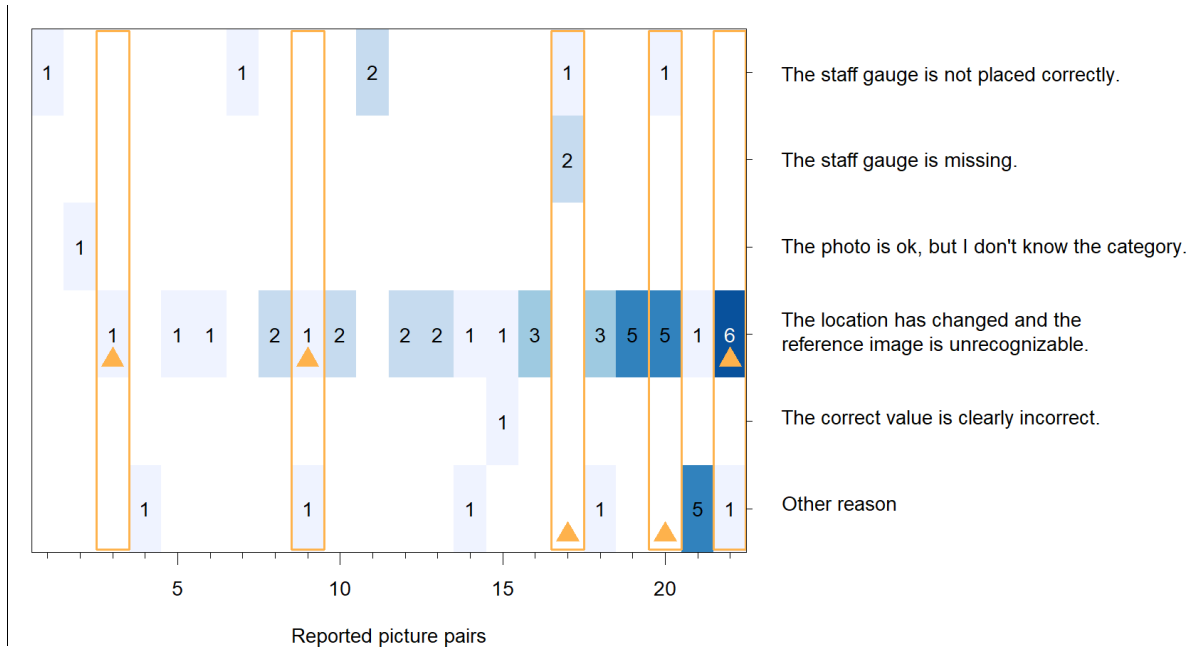 1 1 2 1 1 The staff gauge is not placed correctly.
2 The staff gauge is missing.
1 The photo is ok, but I don't know the category.
1 1 1 2 1 2 2 2 1 1 3 3 5 5 1 6 The location has changed and the
reference image is unrecognizable.
1 The correct value is clearly incorrect.
1 1 1 1 5 1 Other reason
5 10 15 20
Reported picture pairs